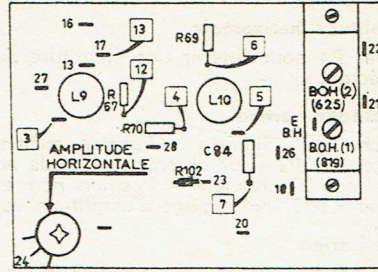 16
13
R69
17
6
22
13
12
BOH (2)
(625)
27
L9
R
67
4
L10
5
21
3
R70
E
B.H
B.O.H.(1)
(819)
AMPLITUDE
HORIZONTALE
28
C84
26
R102
23
18
7
20
24